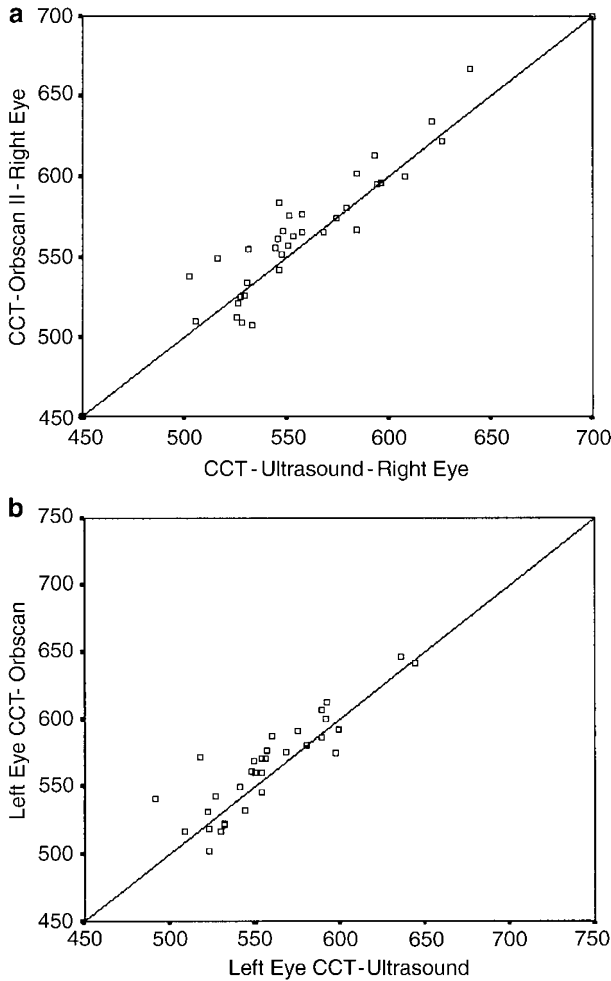 a
700
650
600
550
500
450
CCT-Orbscan II-Right Eye
450 500 550 600 650 700
CCT-Ultrasound-Right Eye
b
750
700
650
600
550
500
450
Left Eye CCT-Orbscan
450 500 550 600 650 700 750
Left Eye CCT-Ultrasound